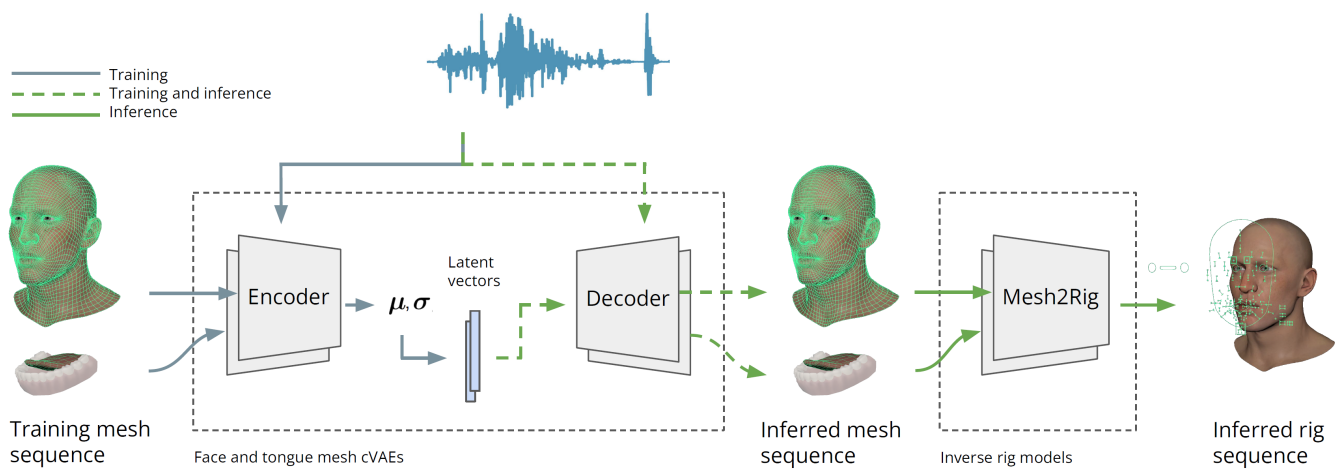 Training
Training and inference
Inference
Latent
vectors
Encoder
μ, σ
Decoder
Mesh2Rig
Training mesh
sequence
Face and tongue mesh cVAEs
Inferred mesh
sequence
Inverse rig models
Inferred rig
sequence